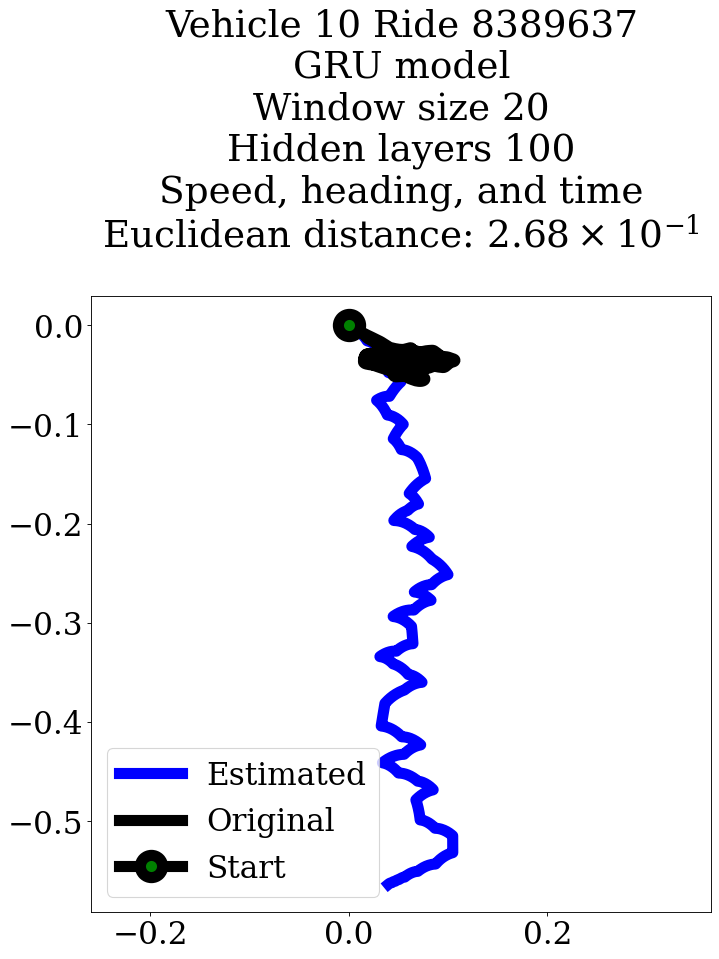 Vehicle 10 Ride 8389637
GRU model
Window size 20
Hidden layers 100
Speed, heading, and time
Euclidean distance: 2.68 × 10⁻¹
0.0
−0.1
−0.2
−0.3
−0.4
−0.5
Estimated
Original
Start
−0.2 0.0 0.2